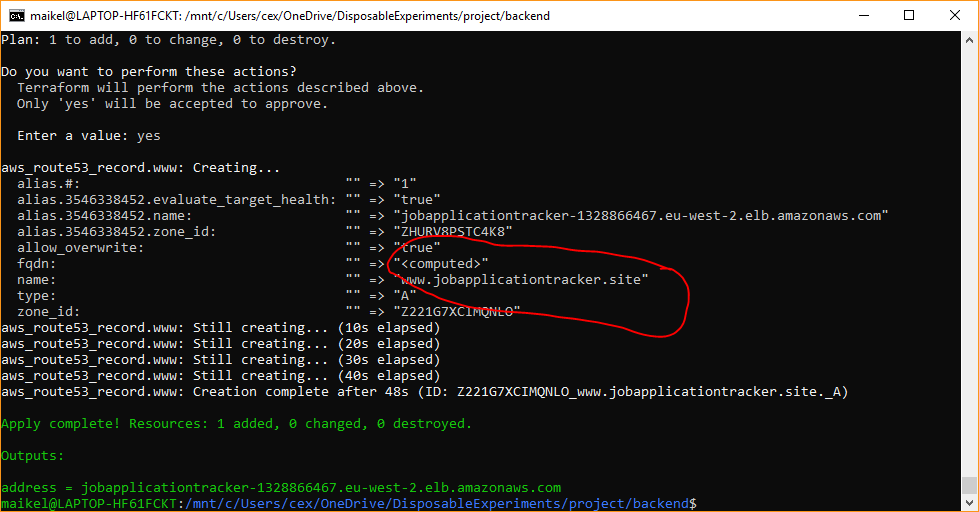 maikel@LAPTOP-HF61FCKT: /mnt/c/Users/cex/OneDrive/DisposableExperiments/project/backend
Plan: 1 to add, 0 to change, 0 to destroy.
Do you want to perform these actions?
  Terraform will perform the actions described above.
  Only 'yes' will be accepted to approve.
  Enter a value: yes
aws_route53_record.www: Creating...
  alias.#:                                 "" => "1"
  alias.3546338452.evaluate_target_health: "" => "true"
  alias.3546338452.name:                   "" => "jobapplicationtracker-1328866467.eu-west-2.elb.amazonaws.com"
  alias.3546338452.zone_id:                "" => "ZHURV8PSTC4K8"
  allow_overwrite:                         "" => "true"
  fqdn:                                    "" => "<computed>"
  name:                                    "" => "www.jobapplicationtracker.site"
  type:                                    "" => "A"
  zone_id:                                 "" => "Z221G7XCIMQNLO"
aws_route53_record.www: Still creating... (10s elapsed)
aws_route53_record.www: Still creating... (20s elapsed)
aws_route53_record.www: Still creating... (30s elapsed)
aws_route53_record.www: Still creating... (40s elapsed)
aws_route53_record.www: Creation complete after 48s (ID: Z221G7XCIMQNLO_www.jobapplicationtracker.site._A)
Apply complete! Resources: 1 added, 0 changed, 0 destroyed.
Outputs:
address = jobapplicationtracker-1328866467.eu-west-2.elb.amazonaws.com
maikel@LAPTOP-HF61FCKT:/mnt/c/Users/cex/OneDrive/DisposableExperiments/project/backend$